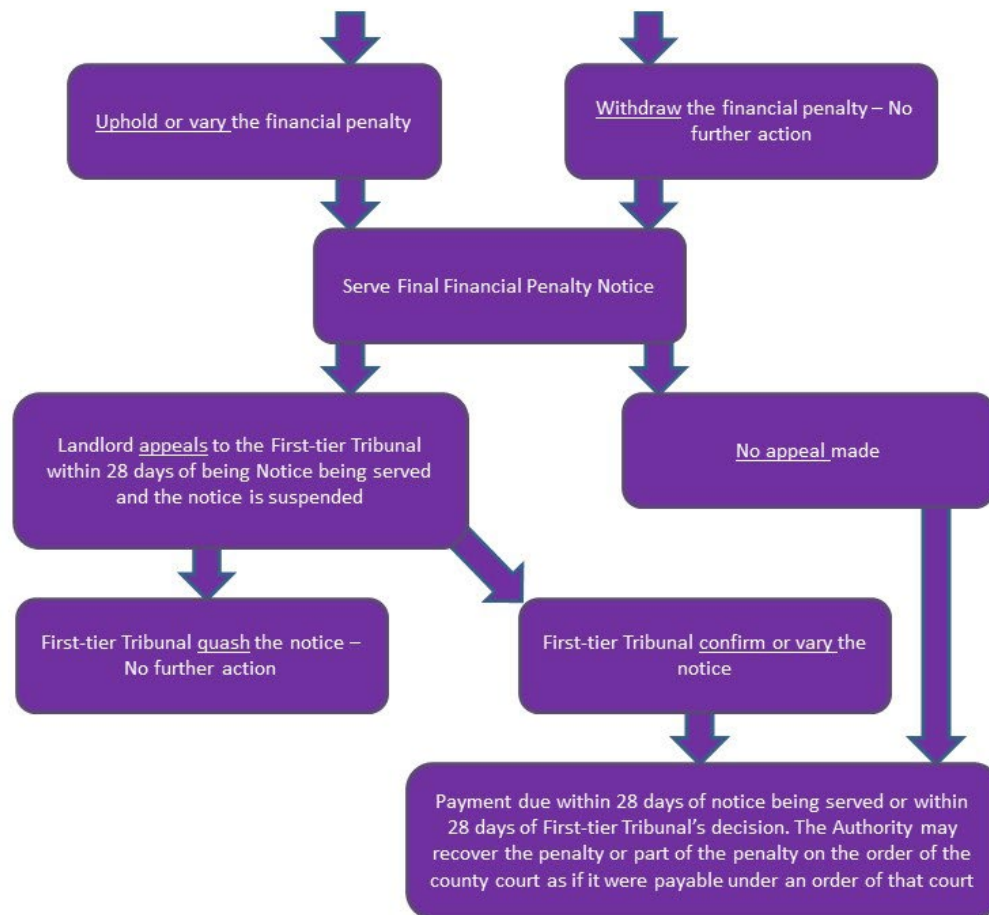 Uphold or vary the financial penalty
Withdraw the financial penalty – No
further action
Serve Final Financial Penalty Notice
Landlord appeals to the First-tier Tribunal
within 28 days of being Notice being served
and the notice is suspended
No appeal made
First-tier Tribunal quash the notice –
No further action
First-tier Tribunal confirm or vary the
notice
Payment due within 28 days of notice being served or within
28 days of First-tier Tribunal’s decision. The Authority may
recover the penalty or part of the penalty on the order of the
county court as if it were payable under an order of that court